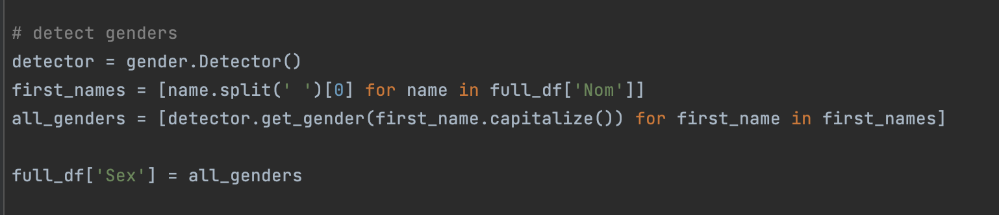 # detect genders
detector = gender.Detector()
first_names = [name.split(' ')[0] for name in full_df['Nom']]
all_genders = [detector.get_gender(first_name.capitalize()) for first_name in first_names]
full_df['Sex'] = all_genders